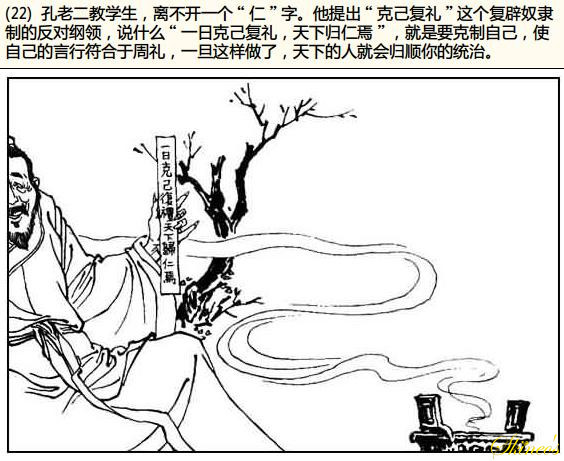 (22) 孔老二教学生，离不开一个“仁”字。他提出“克己复礼”这个复辟奴隶
制的反对纲领，说什么“一日克己复礼，天下归仁焉”，就是要克制自己，使
自己的言行符合于周礼，一旦这样做了，天下的人就会归顺你的统治。
一日克己復禮天下歸仁焉